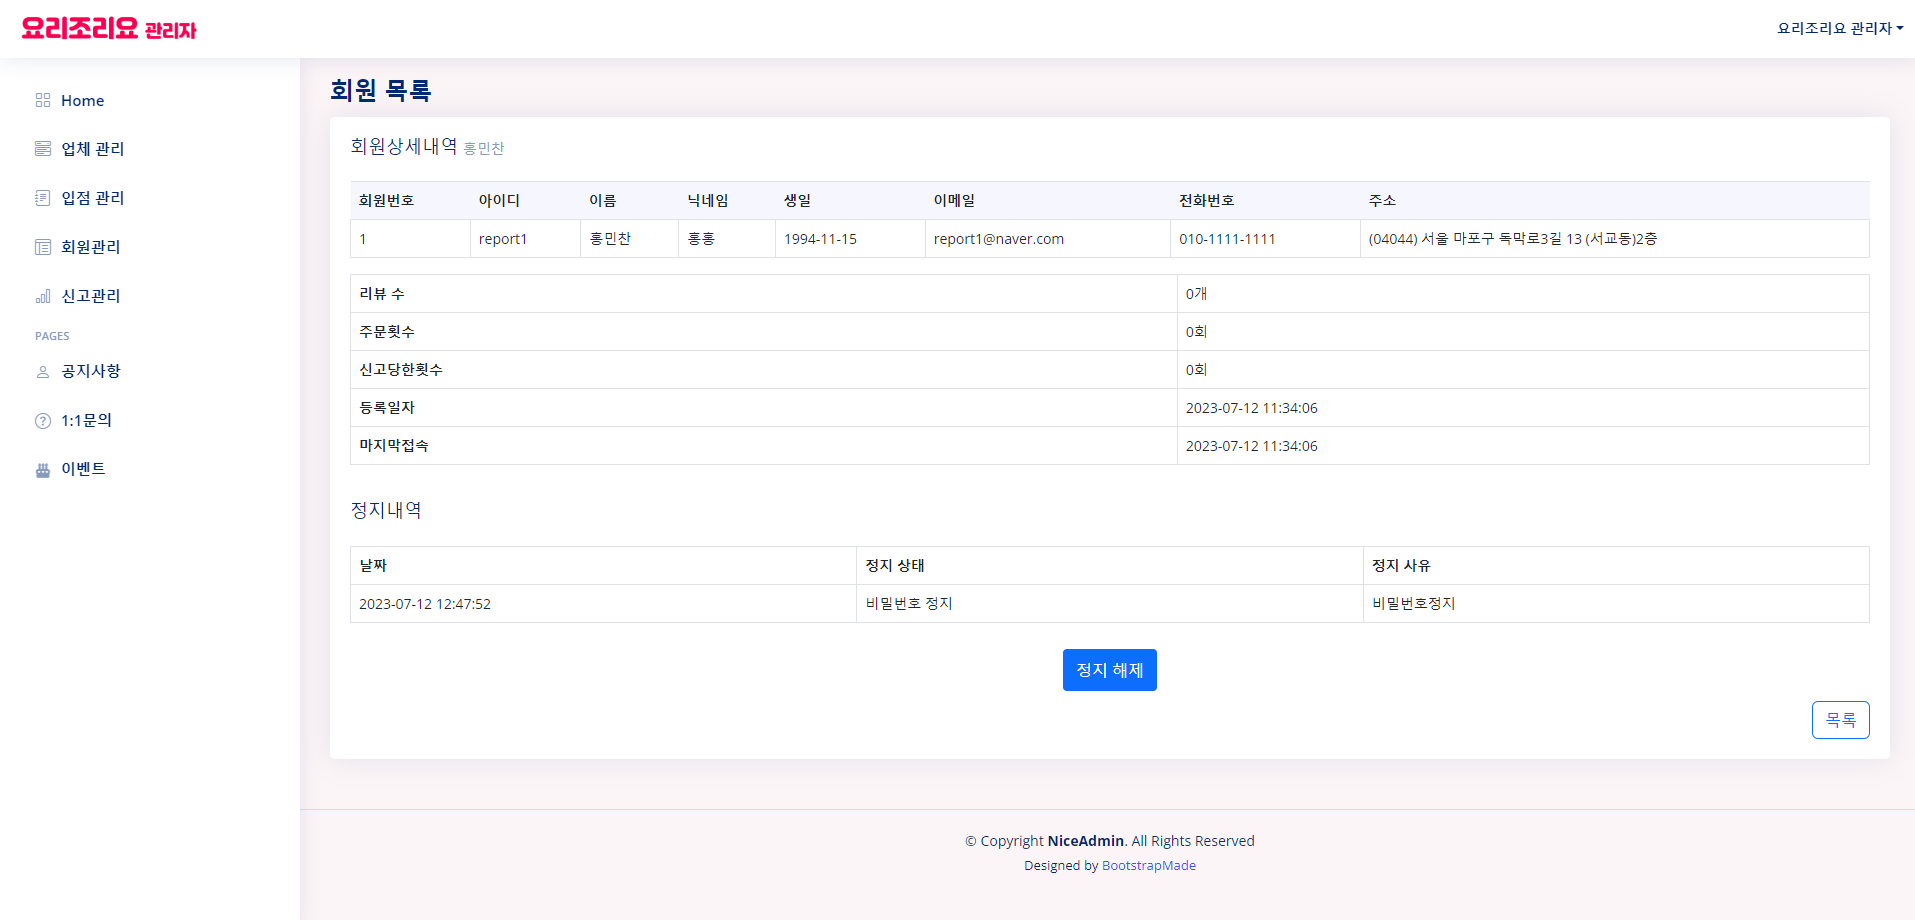 요리조리요 관리자
요리조리요 관리자
Home
업체 관리
입점 관리
회원관리
신고관리
PAGES
공지사항
1:1문의
이벤트
회원 목록
회원상세내역 홍민찬
회원번호 아이디 이름 닉네임 생일 이메일 전화번호 주소
1 report1 홍민찬 홍홍 1994-11-15 report1@naver.com 010-1111-1111 (04044) 서울 마포구 독막로3길 13 (서교동)2층
리뷰 수 0개
주문횟수 0회
신고당한횟수 0회
등록일자 2023-07-12 11:34:06
마지막접속 2023-07-12 11:34:06
정지내역
날짜 정지 상태 정지 사유
2023-07-12 12:47:52 비밀번호 정지 비밀번호정지
정지 해제
목록
© Copyright NiceAdmin. All Rights Reserved
Designed by BootstrapMade